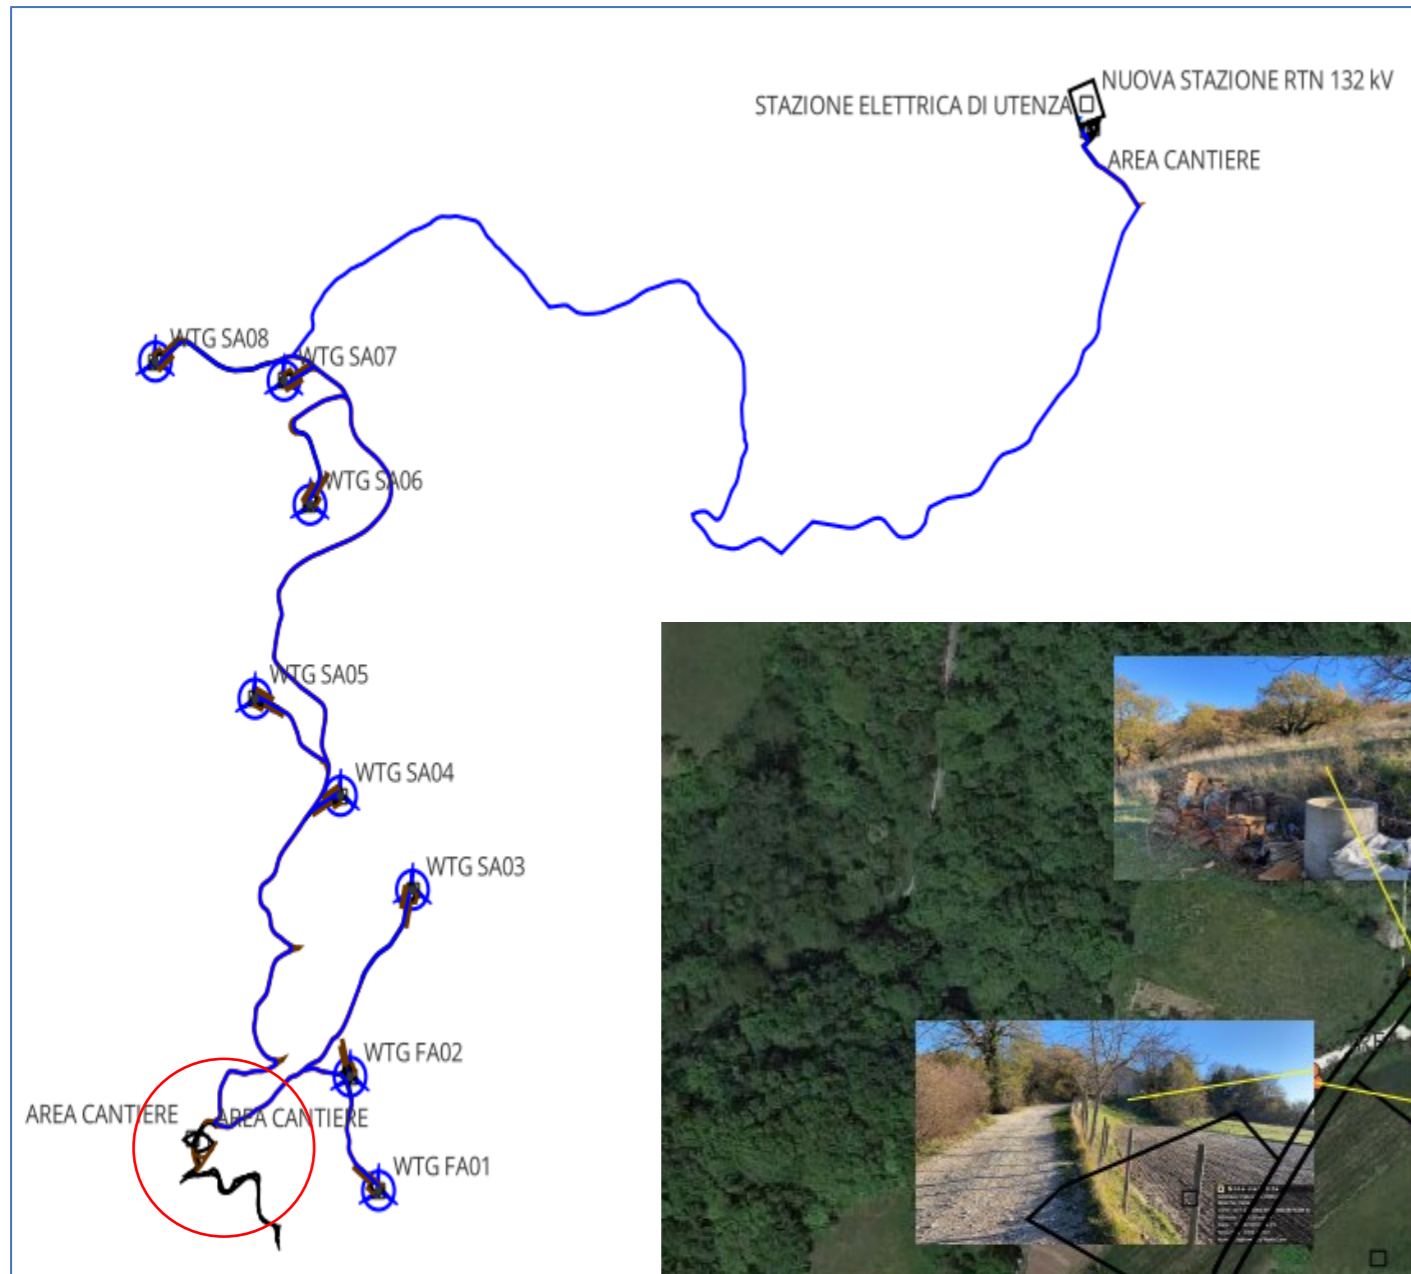 NUOVA STAZIONE RTN 132 kV
STAZIONE ELETTRICA DI UTENZA
AREA CANTIERE
WTG SA08
WTG SA07
WTG SA06
WTG SA05
WTG SA04
WTG SA03
WTG FA02
AREA CANTIERE
AREA CANTIERE
WTG FA01